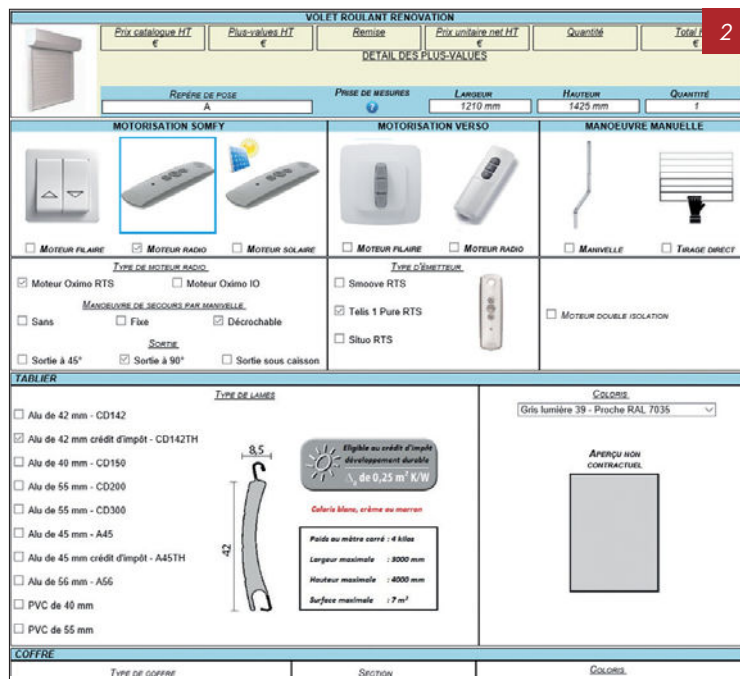 VOLET ROULANT RENOVATION
2
Prix catalogue HT Plus-values HT Remise Prix unitaire net HT Quantité Total
€ € € €
DETAIL DES PLUS-VALUES
REPÈRE DE POSE PRISE DE MESURES LARGEUR HAUTEUR QUANTITÉ
A ? 1210 mm 1425 mm 1
MOTORISATION SOMFY MOTORISATION VERSO MANOEUVRE MANUELLE
MOTEUR FILAIRE MOTEUR RADIO MOTEUR SOLAIRE MOTEUR FILAIRE MOTEUR RADIO MANIVELLE TIRAGE DIRECT
TYPE DE MOTEUR RADIO
Moteur Oximo RTS Moteur Oximo IO
MANOEUVRE DE SECOURS PAR MANIVELLE
Sans Fixe Décrochable
SORTIE
Sortie à 45° Sortie à 90° Sortie sous caisson
TYPE D'ÉMETTEUR
Smoove RTS
Telis 1 Pure RTS
Situo RTS
MOTEUR DOUBLE ISOLATION
TABLIER
TYPE DE LAMES
Alu de 42 mm - CD142
Alu de 42 mm crédit d'impôt - CD142TH
Alu de 40 mm - CD150
Alu de 55 mm - CD200
Alu de 55 mm - CD300
Alu de 45 mm - A45
Alu de 45 mm crédit d'impôt - A45TH
Alu de 56 mm - A56
PVC de 40 mm
PVC de 55 mm
8,5
42
Eligible au crédit d'impôt
développement durable
de 0,25 m² K/W
Coloris blanc, crème ou marron
Poids au mètre carré : 4 kilos
Largeur maximale : 3000 mm
Hauteur maximale : 4000 mm
Surface maximale : 7 m²
COLORIS
Gris lumière 39 - Proche RAL 7035
APERÇU NON
CONTRACTUEL
COFFRE
TYPE DE COFFRE SECTION COLORIS